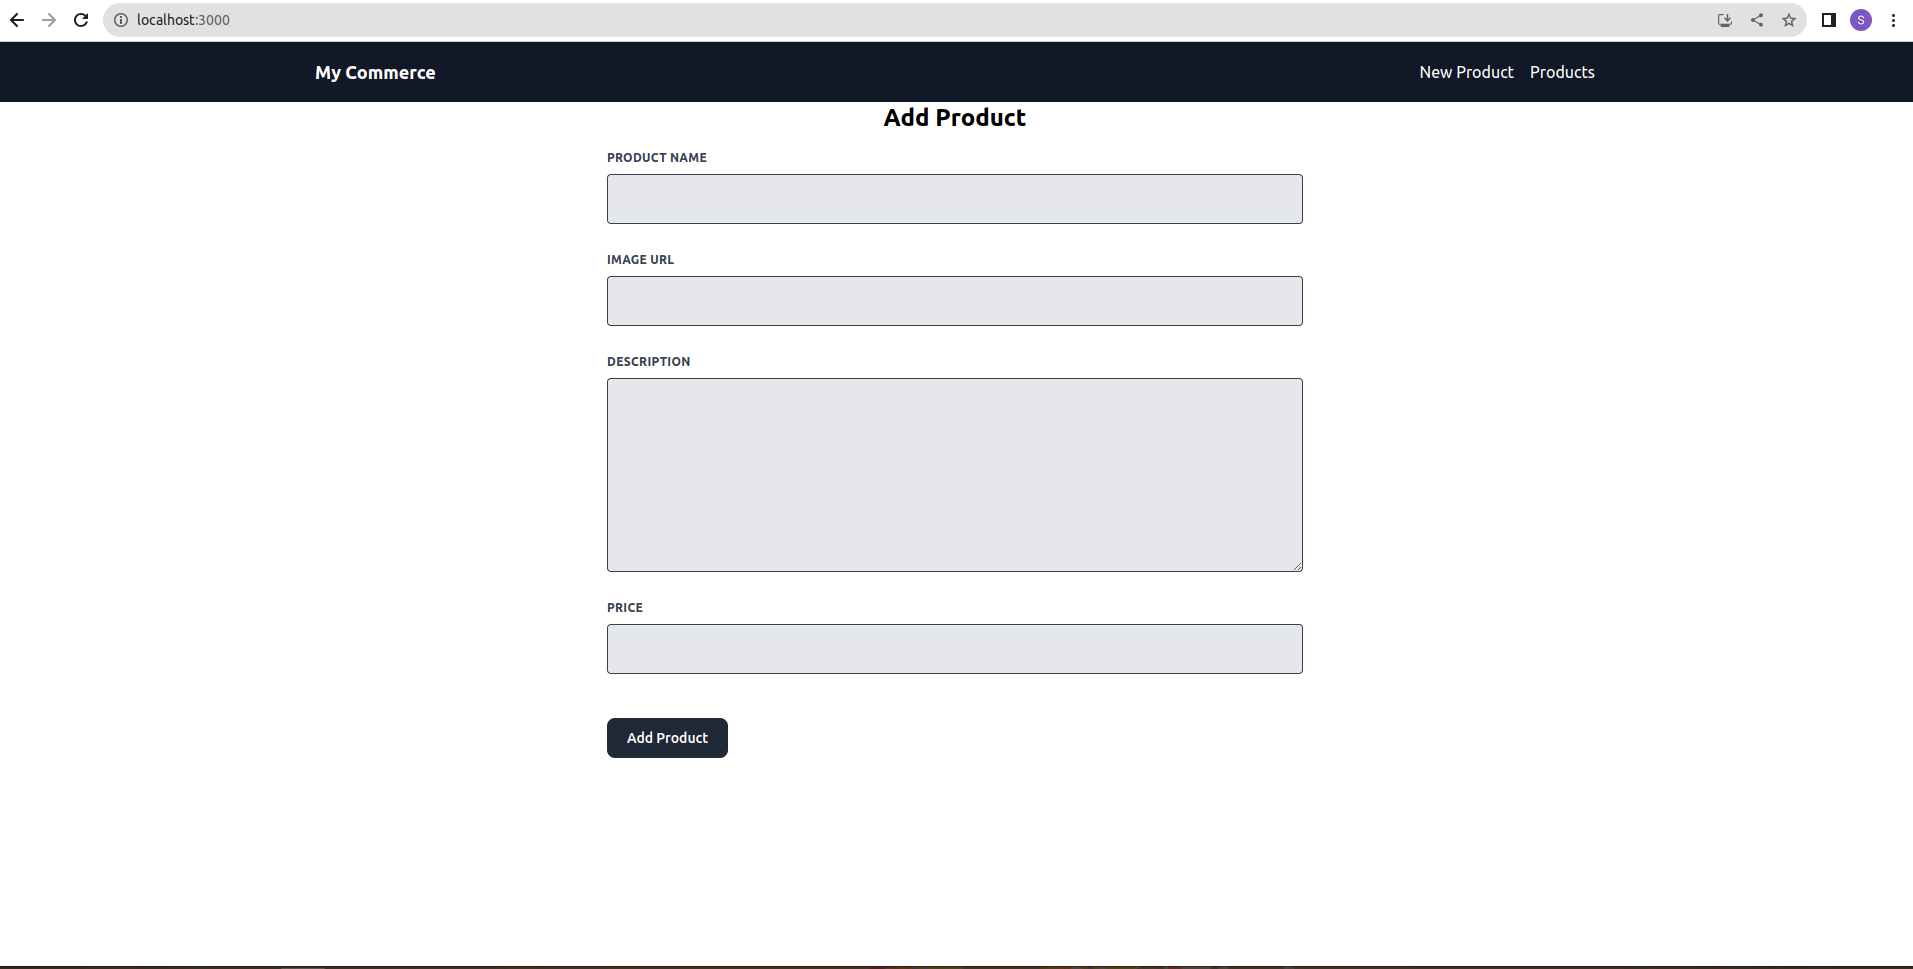 localhost:3000
S
My Commerce
New Product Products
Add Product
PRODUCT NAME
IMAGE URL
DESCRIPTION
PRICE
Add Product